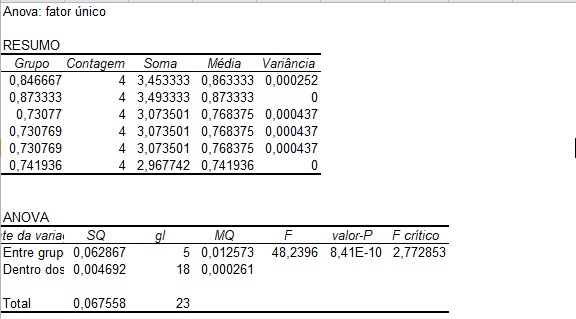 Anova: fator único
RESUMO
Grupo Contagem Soma Média Variância
0,846667 4 3,453333 0,863333 0,000252
0,873333 4 3,493333 0,873333 0
0,73077 4 3,073501 0,768375 0,000437
0,730769 4 3,073501 0,768375 0,000437
0,730769 4 3,073501 0,768375 0,000437
0,741936 4 2,967742 0,741936 0
ANOVA
te da varia SQ gl MQ F valor-P F crítico
Entre grup 0,062867 5 0,012573 48,2396 8,41E-10 2,772853
Dentro dos 0,004692 18 0,000261
Total 0,067558 23